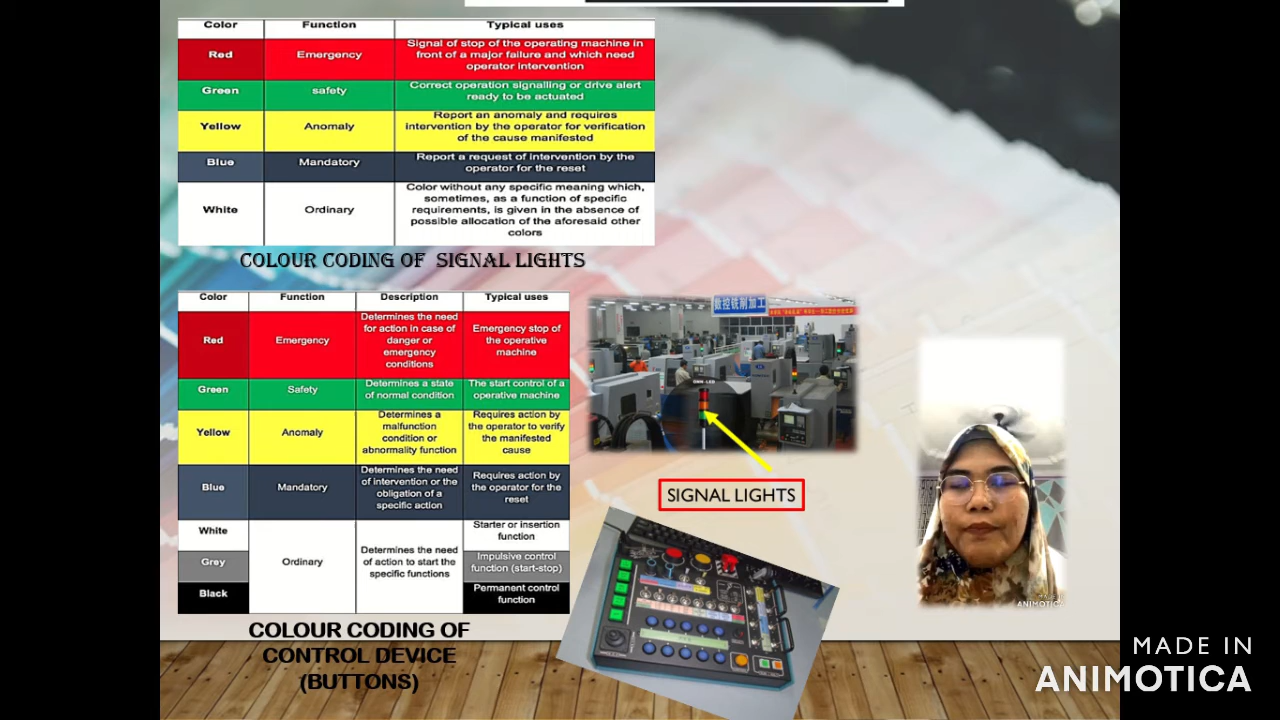 Color Function Typical uses
Red Emergency Signal of stop of the operating machine in
front of a major failure and which need
operator intervention
Green safety Correct operation signalling or drive alert
ready to be actuated
Yellow Anomaly Report an anomaly and requires
intervention by the operator for verification
of the cause manifested
Blue Mandatory Report a request of intervention by the
operator for the reset
White Ordinary Color without any specific meaning which,
sometimes, as a function of specific
requirements, is given in the absence of
possible allocation of the aforesaid other
colors
COLOUR CODING OF SIGNAL LIGHTS
Color Function Description Typical uses
Red Emergency
Determines the need
for action in case of
danger or
emergency
conditions
Emergency stop of
the operative
machine
Green Safety
Determines a state
of normal condition
The start control of a
operative machine
Yellow Anomaly
Determines a
malfunction
condition or
abnormality function
Requires action by
the operator to verify
the manifested
cause
Blue Mandatory
Determines the need
of intervention or the
obligation of a
specific action
Requires action by
the operator for the
reset
White
Grey
Black
Ordinary
Determines the need
of action to start the
specific functions
Starter or insertion
function
Impulsive control
function (start-stop)
Permanent control
function
COLOUR CODING OF
CONTROL DEVICE
(BUTTONS)
数控铣削加工
SIGNAL LIGHTS
ANIMOTICA
MADE IN
ANIMOTICA